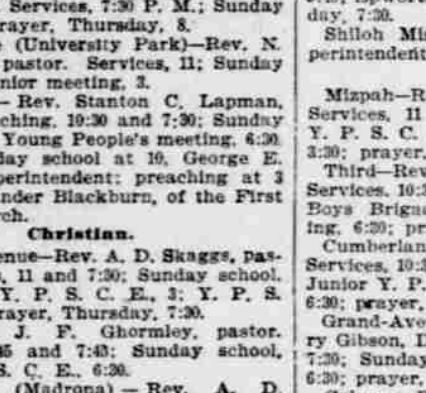 Services, 7:30 P. M.; Sunday
rayer, Thursday, 8.
(University Park)—Rev. N.
pastor. Services, 11; Sunday
nior meeting, 3.
— Rev. Stanton C. Lapman,
ching, 10:30 and 7:30; Sunday
Young People's meeting, 6:30.
day school at 10, George E.
perintendent; preaching at 3
nder Blackburn, of the First
rch.
Christian.
enue—Rev. A. D. Skaggs, pas-
11 and 7:30; Sunday school,
Y. P. S. C. E., 3; Y. P. S.
rayer, Thursday, 7:30.
J. F. Ghormley, pastor.
45 and 7:45; Sunday school,
S. C. E., 6:30.
(Madrona) — Rev. A. D.
day, 7:30.
Shiloh Mi
perintendent
Mizpah—R
Services, 11
Y. P. S. C.
3:30; prayer,
Third—Rev
Services, 10:3
Boys Briga
ing, 6:30; pr
Cumberlan
Services, 10:3
Junior Y. P.
6:30; prayer,
Grand-Ave
ry Gibson, D
7:30; Sunday
6:30; prayer,